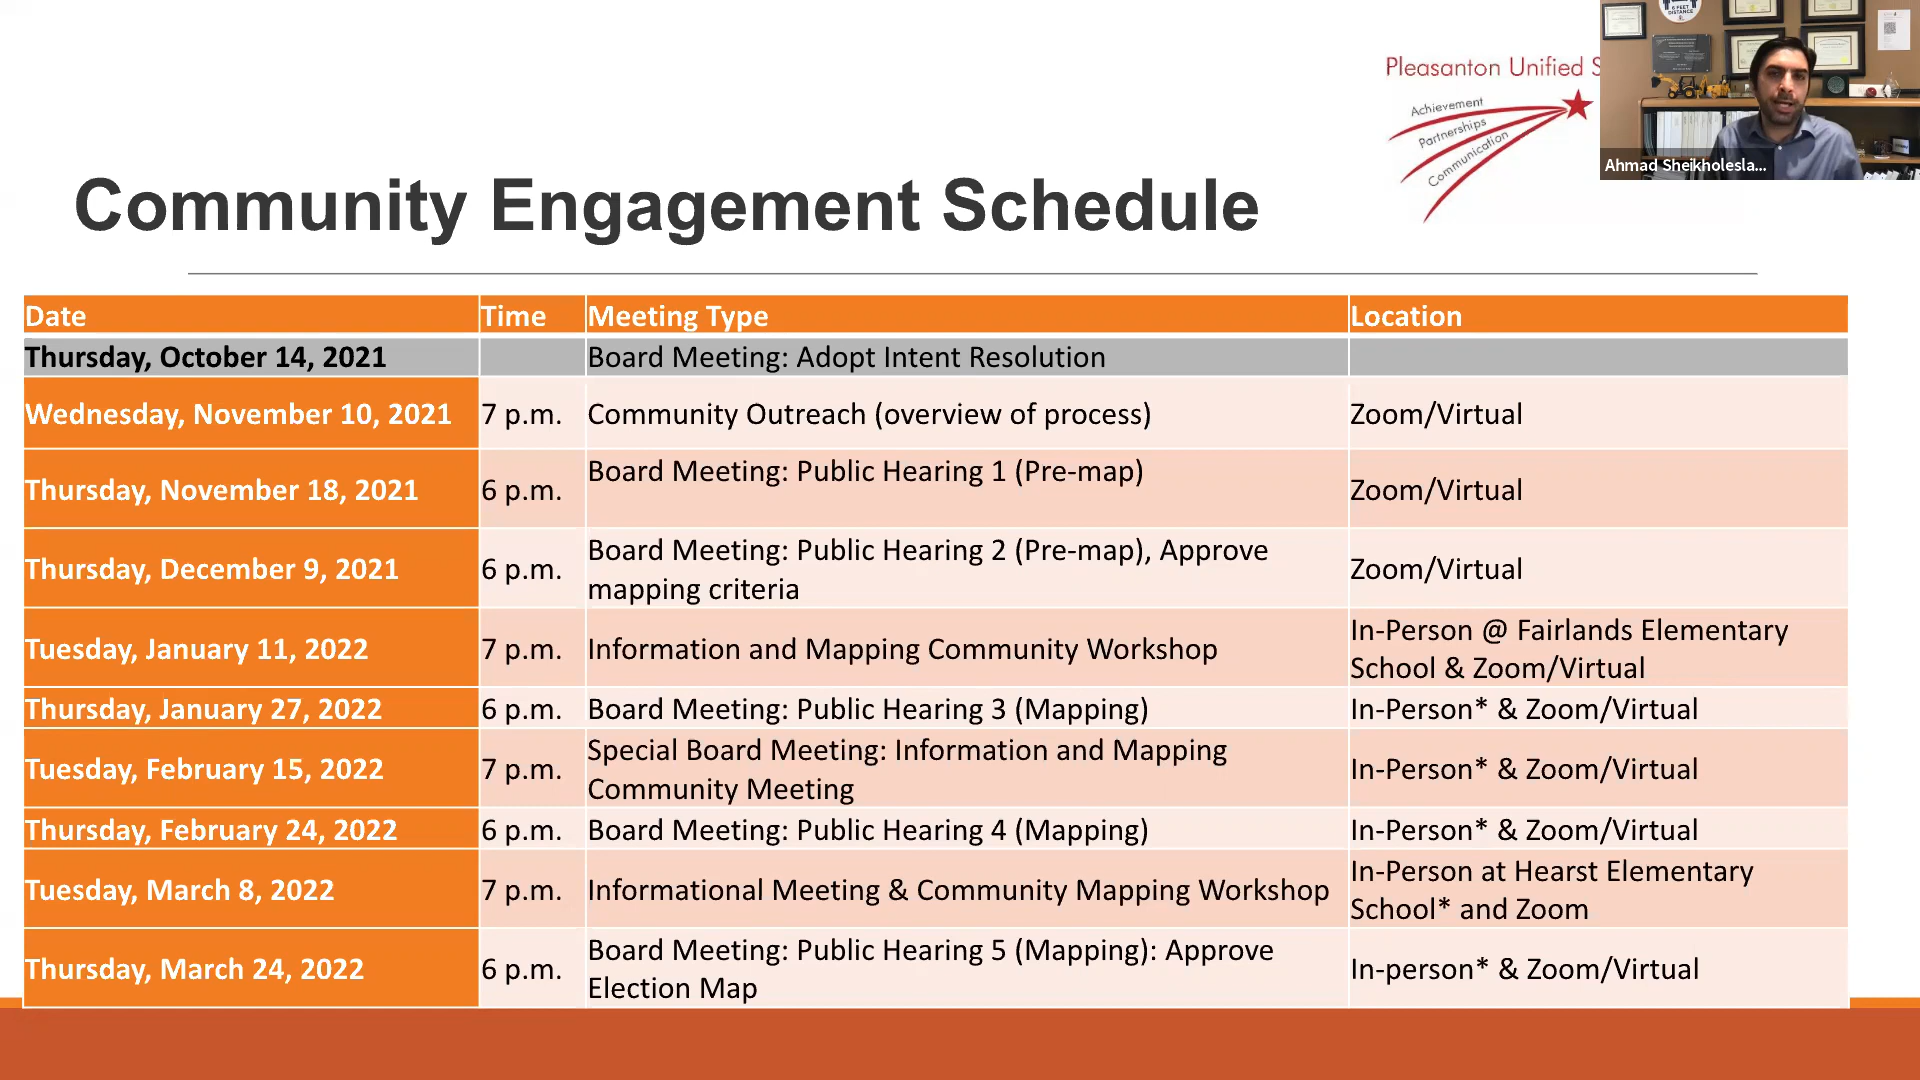 6 FEET
DISTANCE
Pleasanton Unified S
Achievement
Partnerships
Communication
Ahmad Sheikholesla...
Community Engagement Schedule
Date Time Meeting Type Location
Thursday, October 14, 2021 Board Meeting: Adopt Intent Resolution
Wednesday, November 10, 2021 7 p.m. Community Outreach (overview of process) Zoom/Virtual
Thursday, November 18, 2021 6 p.m. Board Meeting: Public Hearing 1 (Pre-map) Zoom/Virtual
Thursday, December 9, 2021 6 p.m. Board Meeting: Public Hearing 2 (Pre-map), Approve
mapping criteria Zoom/Virtual
Tuesday, January 11, 2022 7 p.m. Information and Mapping Community Workshop In-Person @ Fairlands Elementary
School & Zoom/Virtual
Thursday, January 27, 2022 6 p.m. Board Meeting: Public Hearing 3 (Mapping) In-Person* & Zoom/Virtual
Tuesday, February 15, 2022 7 p.m. Special Board Meeting: Information and Mapping
Community Meeting In-Person* & Zoom/Virtual
Thursday, February 24, 2022 6 p.m. Board Meeting: Public Hearing 4 (Mapping) In-Person* & Zoom/Virtual
Tuesday, March 8, 2022 7 p.m. Informational Meeting & Community Mapping Workshop In-Person at Hearst Elementary
School* and Zoom
Thursday, March 24, 2022 6 p.m. Board Meeting: Public Hearing 5 (Mapping): Approve
Election Map In-person* & Zoom/Virtual